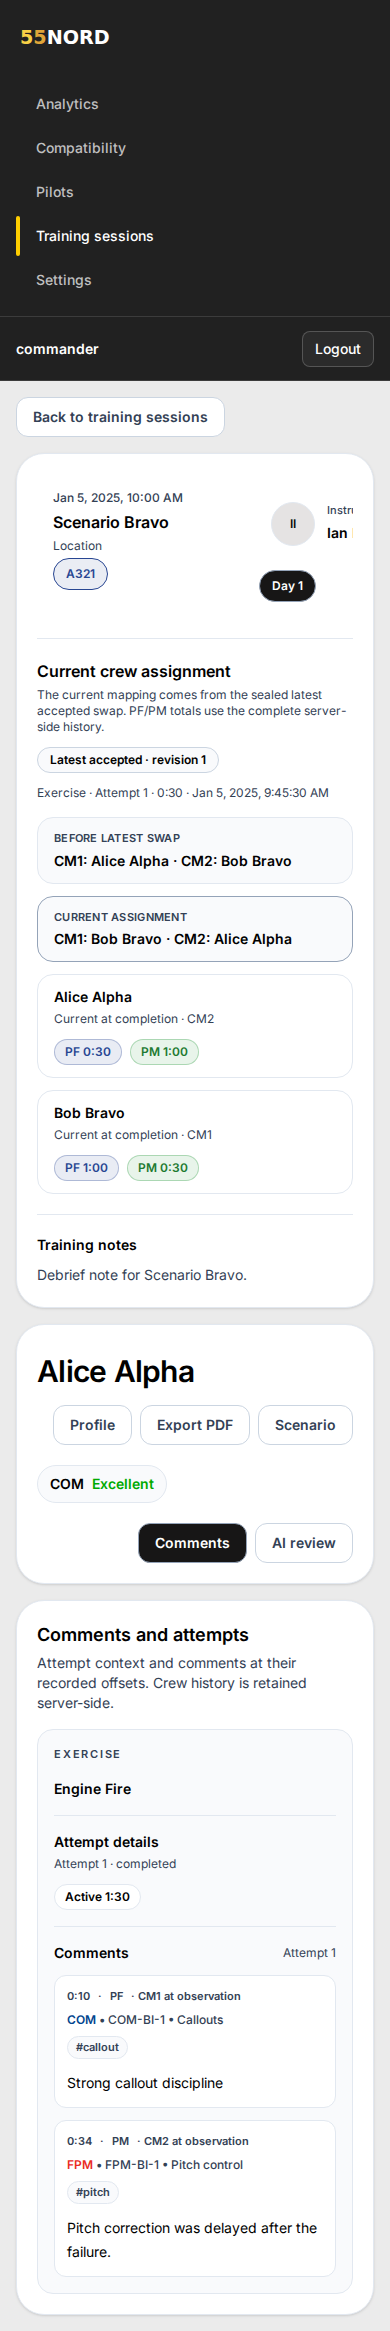 55NORD
Analytics
Compatibility
Pilots
Training sessions
Settings
commander
Logout
Back to training sessions
Jan 5, 2025, 10:00 AM
Scenario Bravo
Location
A321
II
Ian
Day 1
Current crew assignment
The current mapping comes from the sealed latest
accepted swap. PF/PM totals use the complete server-
side history.
Latest accepted · revision 1
Exercise · Attempt 1 · 0:30 · Jan 5, 2025, 9:45:30 AM
BEFORE LATEST SWAP
CM1: Alice Alpha · CM2: Bob Bravo
CURRENT ASSIGNMENT
CM1: Bob Bravo · CM2: Alice Alpha
Alice Alpha
Current at completion · CM2
PF 0:30 PM 1:00
Bob Bravo
Current at completion · CM1
PF 1:00 PM 0:30
Training notes
Debrief note for Scenario Bravo.
Alice Alpha
Profile Export PDF Scenario
COM Excellent
Comments AI review
Comments and attempts
Attempt context and comments at their
recorded offsets. Crew history is retained
server-side.
EXERCISE
Engine Fire
Attempt details
Attempt 1 · completed
Active 1:30
Comments Attempt 1
0:10 · PF · CM1 at observation
COM • COM-BI-1 • Callouts
#callout
Strong callout discipline
0:34 · PM · CM2 at observation
FPM • FPM-BI-1 • Pitch control
#pitch
Pitch correction was delayed after the
failure.